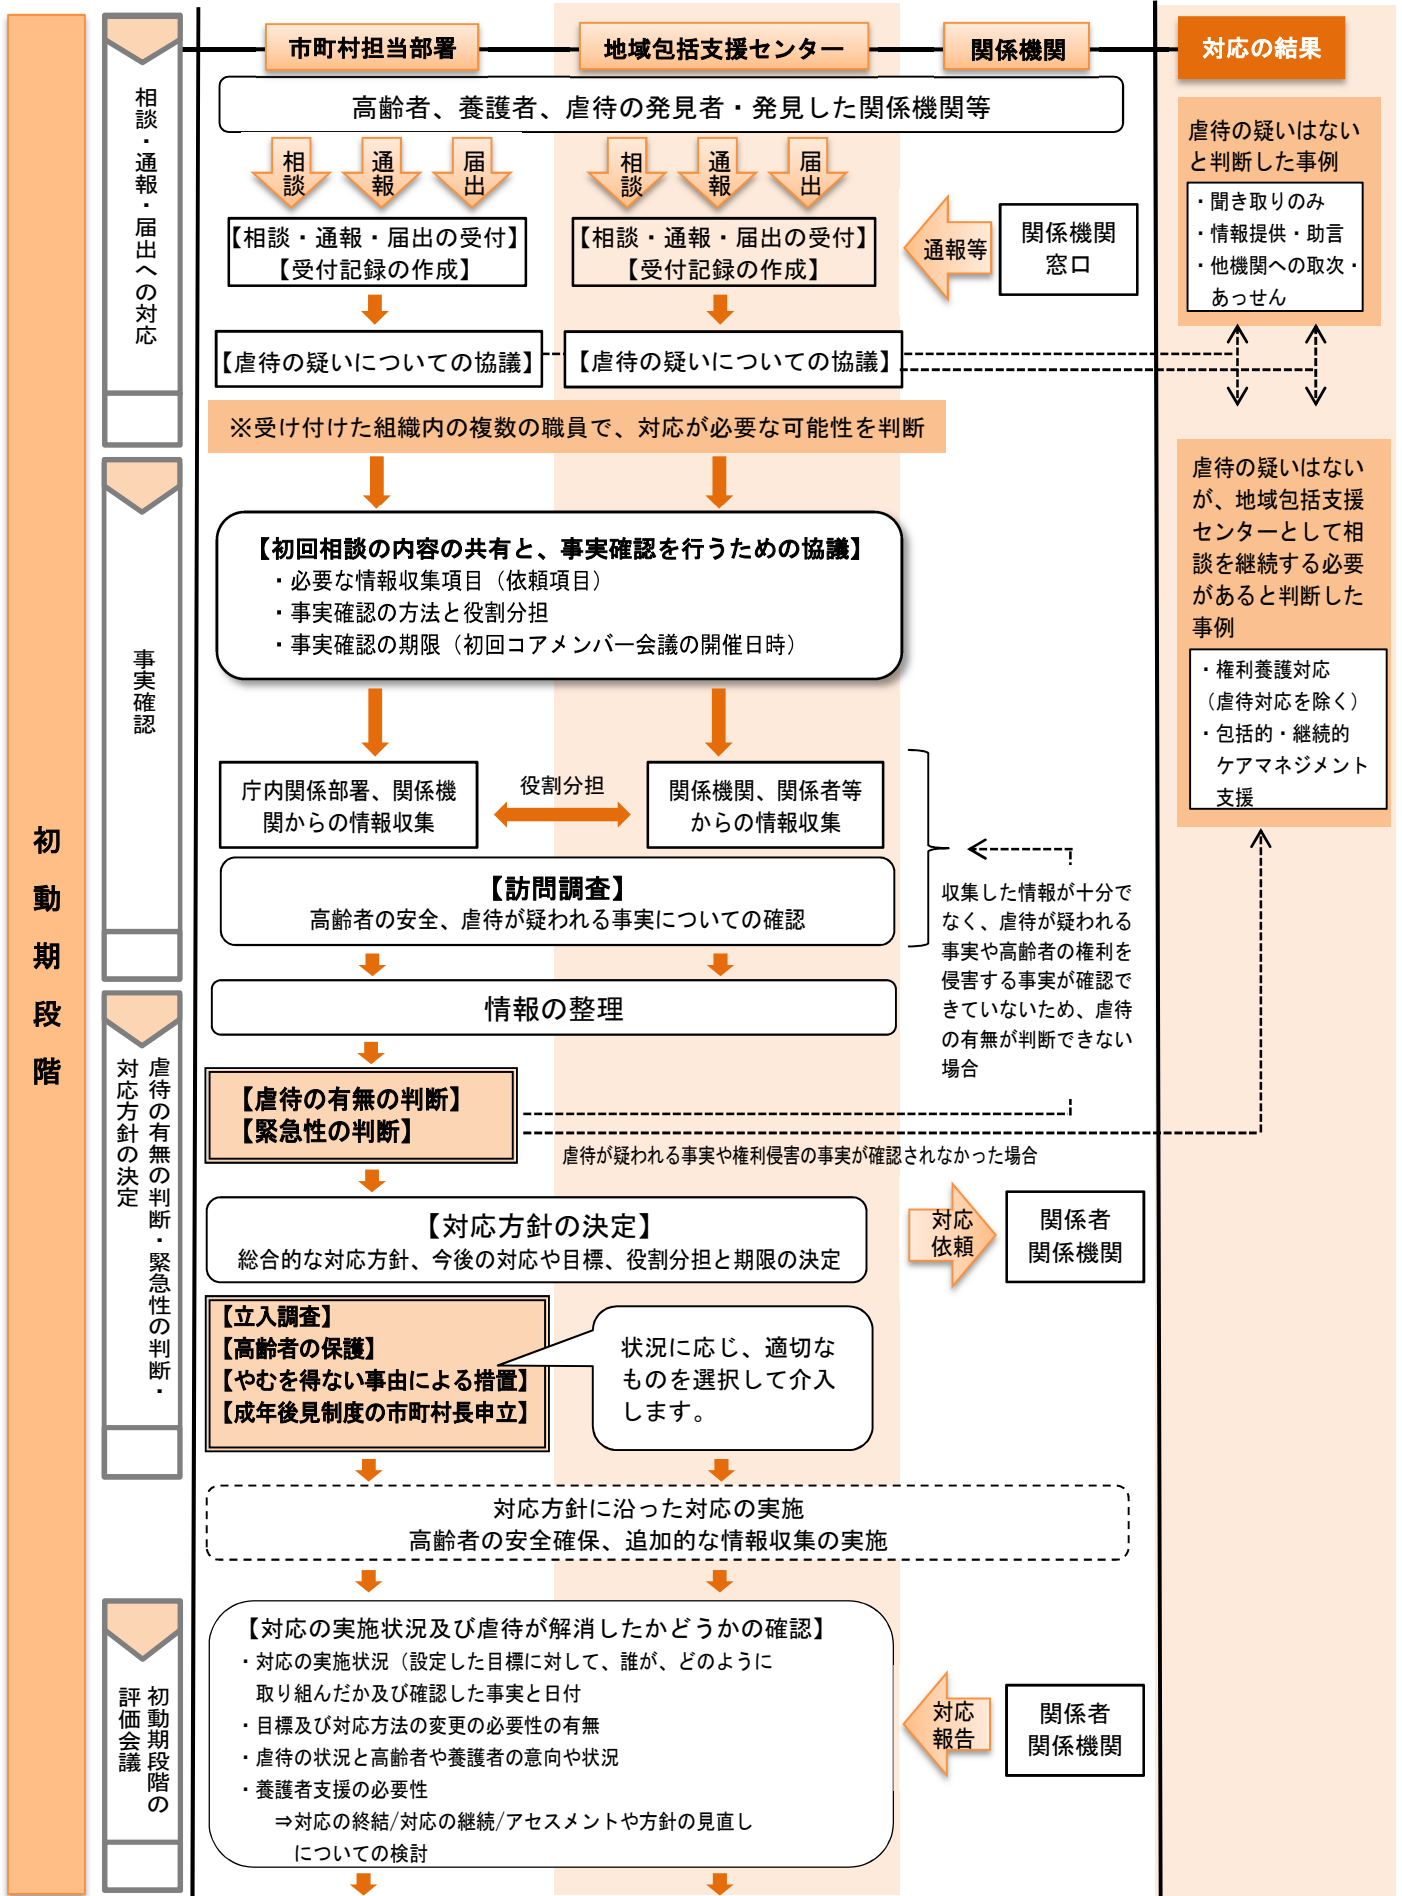 初動期段階
相談・通報・届出への対応
事実確認
虐待の有無の判断・緊急性の判断・
対応方針の決定
初動期段階の
評価会議
市町村担当部署
地域包括支援センター
関係機関
対応の結果
高齢者、養護者、虐待の発見者・発見した関係機関等
相談
通報
届出
相談
通報
届出
【相談・通報・届出の受付】
【受付記録の作成】
【相談・通報・届出の受付】
【受付記録の作成】
通報等
関係機関
窓口
【虐待の疑いについての協議】
【虐待の疑いについての協議】
※受け付けた組織内の複数の職員で、対応が必要な可能性を判断
虐待の疑いはない
と判断した事例
・聞き取りのみ
・情報提供・助言
・他機関への取次・
あっせん
【初回相談の内容の共有と、事実確認を行うための協議】
・必要な情報収集項目（依頼項目）
・事実確認の方法と役割分担
・事実確認の期限（初回コアメンバー会議の開催日時）
虐待の疑いはない
が、地域包括支援
センターとして相
談を継続する必要
があると判断した
事例
・権利養護対応
（虐待対応を除く）
・包括的・継続的
ケアマネジメント
支援
庁内関係部署、関係機
関からの情報収集
役割分担
関係機関、関係者等
からの情報収集
【訪問調査】
高齢者の安全、虐待が疑われる事実についての確認
収集した情報が十分で
なく、虐待が疑われる
事実や高齢者の権利を
侵害する事実が確認で
きていないため、虐待
の有無が判断できない
場合
情報の整理
【虐待の有無の判断】
【緊急性の判断】
虐待が疑われる事実や権利侵害の事実が確認されなかった場合
【対応方針の決定】
総合的な対応方針、今後の対応や目標、役割分担と期限の決定
対応
依頼
関係者
関係機関
【立入調査】
【高齢者の保護】
【やむを得ない事由による措置】
【成年後見制度の市町村長申立】
状況に応じ、適切な
ものを選択して介入
します。
対応方針に沿った対応の実施
高齢者の安全確保、追加的な情報収集の実施
【対応の実施状況及び虐待が解消したかどうかの確認】
・対応の実施状況（設定した目標に対して、誰が、どのように
取り組んだか及び確認した事実と日付
・目標及び対応方法の変更の必要性の有無
・虐待の状況と高齢者や養護者の意向や状況
・養護者支援の必要性
⇒対応の終結/対応の継続/アセスメントや方針の見直し
についての検討
対応
報告
関係者
関係機関